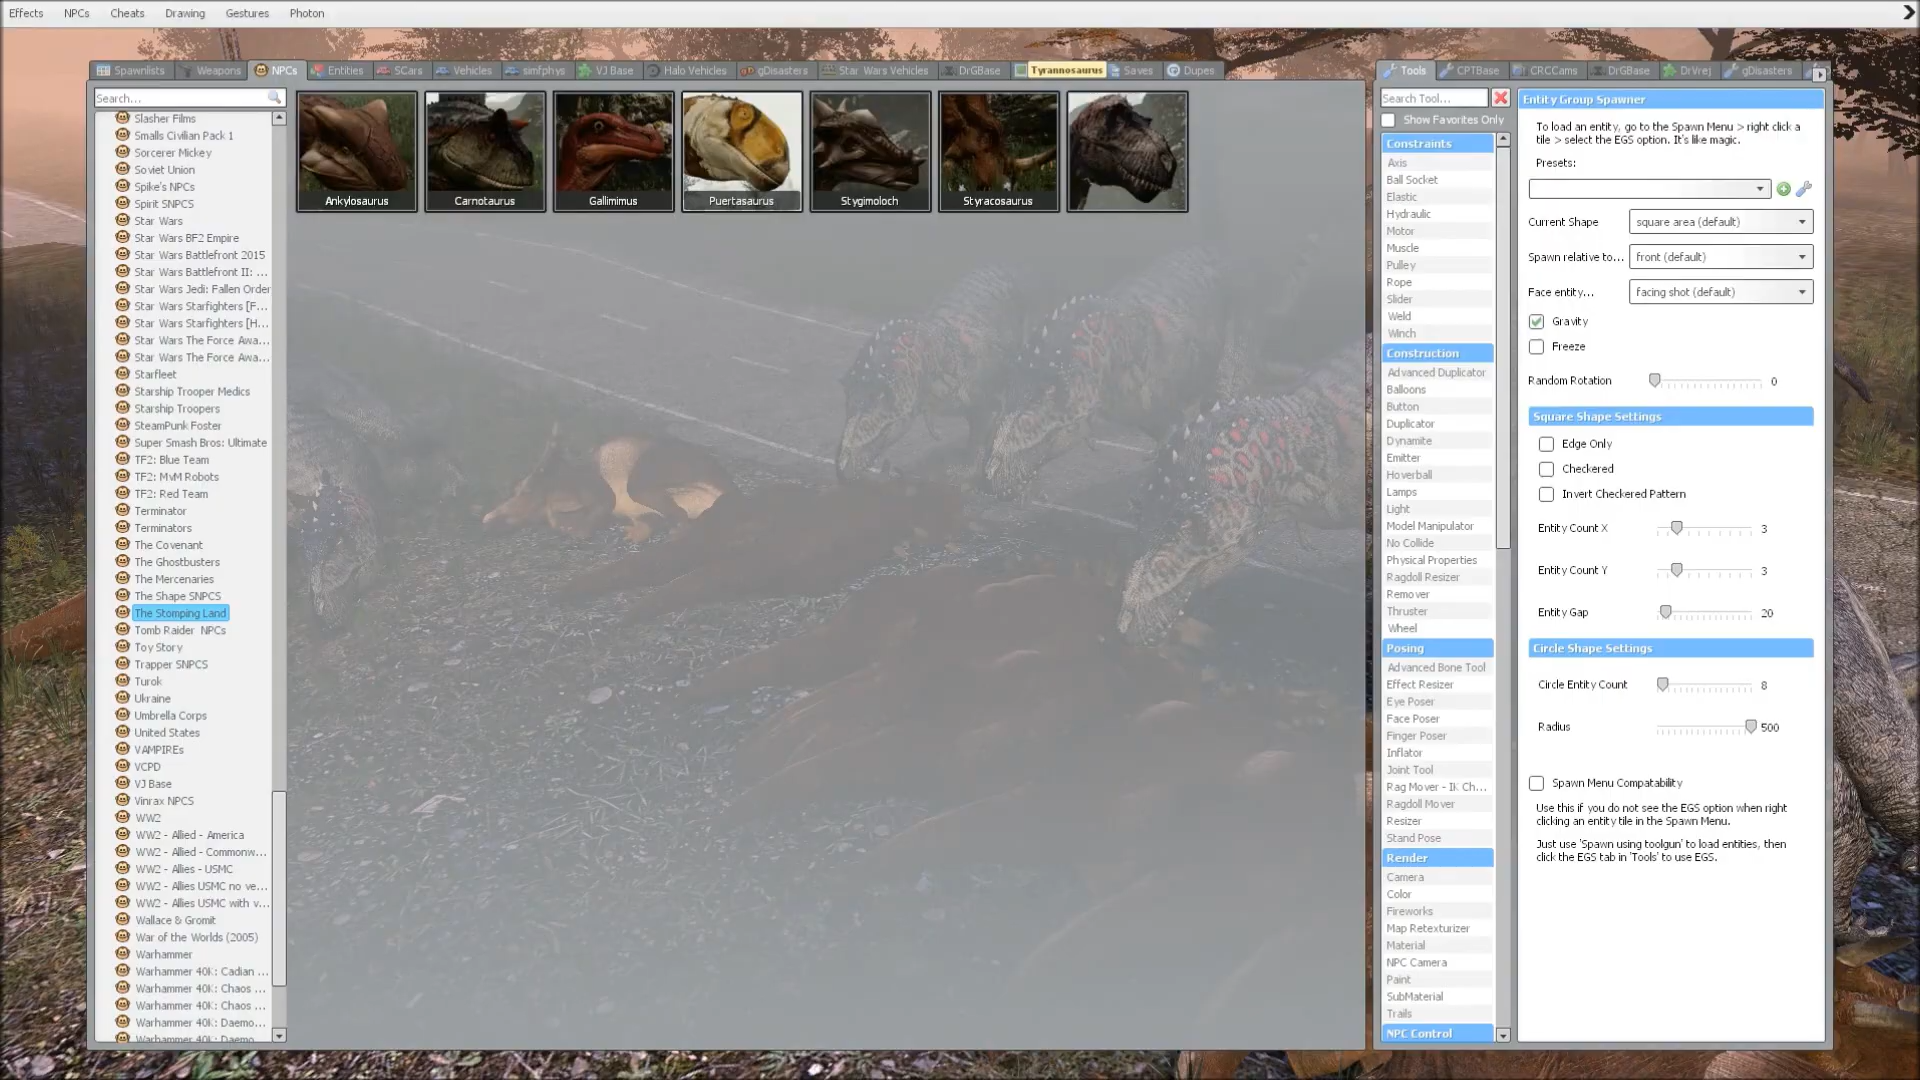 Effects NPCs Cheats Drawing Gestures Photon
Spawnlists Weapons NPCs Entities SCars Vehicles simfphys VJ Base Halo Vehicles gDisasters Star Wars Vehicles DrGBase Tyrannosaurus Saves Dupes
Search...
Slasher Films
Smalls Civilian Pack 1
Sorcerer Mickey
Soviet Union
Spike's NPCs
Spirit SNPCS
Star Wars
Star Wars BF2 Empire
Star Wars Battlefront 2015
Star Wars Battlefront II: ...
Star Wars Jedi: Fallen Order
Star Wars Starfighters [F...
Star Wars Starfighters [H...
Star Wars The Force Awa...
Star Wars The Force Awa...
Starfleet
Starship Trooper Medics
Starship Troopers
SteamPunk Foster
Super Smash Bros: Ultimate
TF2: Blue Team
TF2: MvM Robots
TF2: Red Team
Terminator
Terminators
The Covenant
The Ghostbusters
The Mercenaries
The Shape SNPCS
The Stomping Land
Tomb Raider NPCs
Toy Story
Trapper SNPCS
Turok
Ukraine
Umbrella Corps
United States
VAMPIREs
VCPD
VJ Base
Vinrax NPCS
WW2
WW2 - Allied - America
WW2 - Allied - Commonw...
WW2 - Allies - USMC
WW2 - Allies USMC no ve...
WW2 - Allies USMC with v...
Wallace & Gromit
War of the Worlds (2005)
Warhammer
Warhammer 40k: Cadian ...
Warhammer 40k: Chaos ...
Warhammer 40k: Chaos ...
Warhammer 40k: Daemo...
Warhammer 40k: Daemo...
Ankylosaurus Carnotaurus Gallimimus Puertasaurus Stygimoloch Styracosaurus
Tools CPTBase CRCCams DrGBase DrVrej gDisasters
Search Tool...
Show Favorites Only
Constraints
Axis
Ball Socket
Elastic
Hydraulic
Motor
Muscle
Pulley
Rope
Slider
Weld
Winch
Construction
Advanced Duplicator
Balloons
Button
Duplicator
Dynamite
Emitter
Hoverball
Lamps
Light
Model Manipulator
No Collide
Physical Properties
Ragdoll Resizer
Remover
Thruster
Wheel
Posing
Advanced Bone Tool
Effect Resizer
Eye Poser
Face Poser
Finger Poser
Inflator
Joint Tool
Rag Mover - IK Ch...
Ragdoll Mover
Resizer
Stand Pose
Render
Camera
Color
Fireworks
Map Retexturizer
Material
NPC Camera
Paint
SubMaterial
Trails
NPC Control
Entity Group Spawner
To load an entity, go to the Spawn Menu > right click a
tile > select the EGS option. It's like magic.
Presets:
Current Shape square area (default)
Spawn relative to... front (default)
Face entity... facing shot (default)
Gravity
Freeze
Random Rotation 0
Square Shape Settings
Edge Only
Checkered
Invert Checkered Pattern
Entity Count X 3
Entity Count Y 3
Entity Gap 20
Circle Shape Settings
Circle Entity Count 8
Radius 500
Spawn Menu Compatability
Use this if you do not see the EGS option when right
clicking an entity tile in the Spawn Menu.
Just use 'Spawn using toolgun' to load entities, then
click the EGS tab in 'Tools' to use EGS.